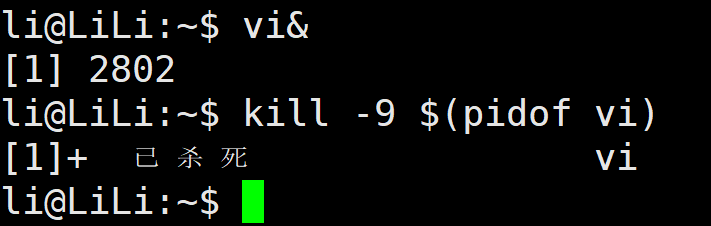 li@LiLi:~$ vi&
[1] 2802
li@LiLi:~$ kill -9 $(pidof vi)
[1]+  已杀死                  vi
li@LiLi:~$